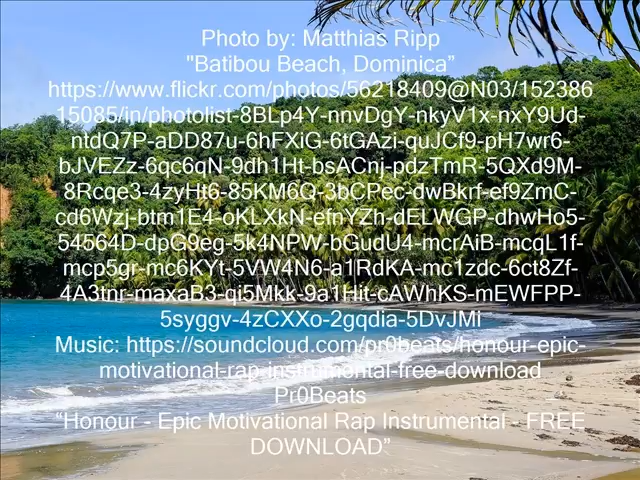 Photo by: Matthias Ripp
"Batibou Beach, Dominica”
https://www.flickr.com/photos/56218409@N03/152386
15085/in/photolist-8BLp4Y-nnvDgY-nkyV1x-nxY9Ud-
ntdQ7P-aDD87u-6hFXiG-6tGAzi-quJCf9-pH7wr6-
bJVEZz-6qc6qN-9dh1Ht-bsACnj-pdzTmR-5QXd9M-
8Rcqe3-4zyHt6-85KM6Q-3bCPec-dwBkrf-ef9ZmC-
cd6Wzj-btm1E4-oKLXkN-efnYZh-dELWGP-dhwHo5-
54564D-dpG9eg-5k4NPW-bGudU4-mcrAiB-mcqL1f-
mcp5gr-mc6KYt-5VW4N6-a1RdKA-mc1zdc-6ct8Zf-
4A3tnr-maxaB3-qi5Mkk-9a1Hit-cAWhKS-mEWFPP-
5syggv-4zCXXo-2gqdia-5DvJMi
Music: https://soundcloud.com/pr0beats/honour-epic-
motivational-rap-instrumental-free-download
Pr0Beats
“Honour - Epic Motivational Rap Instrumental - FREE
DOWNLOAD”